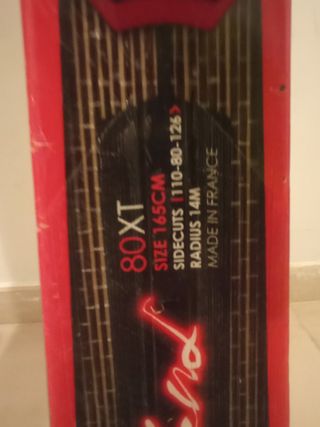 80XT
SIZE 165CM
SIDECUTS |110-80-126>
RADIUS 14M
MADE IN FRANCE